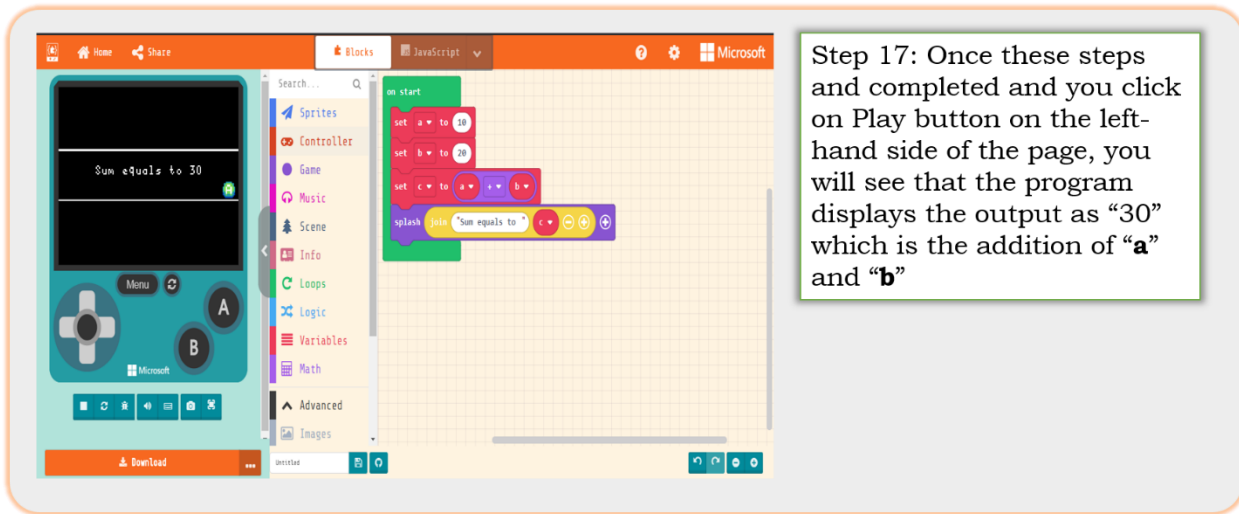 Home
Share
Blocks
JavaScript
Microsoft
Sum equals to 30
A
Menu
A
B
Microsoft
Download
...
Search...
Sprites
Controller
Game
Music
Scene
Info
Loops
Logic
Variables
Math
Advanced
Images
Untitled
on start
set a to 10
set b to 20
set c to a + b
splash join "Sum equals to " c
Step 17: Once these steps
and completed and you click
on Play button on the left-
hand side of the page, you
will see that the program
displays the output as “30”
which is the addition of “a”
and “b”